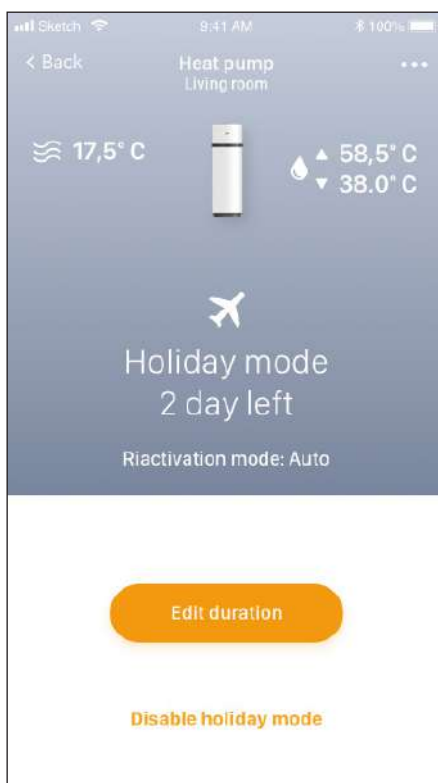 Sketch 9:41 AM 100%
< Back Heat pump
Living room
17,5° C
▲ 58,5° C
▼ 38.0° C
Holiday mode
2 day left
Riactivation mode: Auto
Edit duration
Disable holiday mode